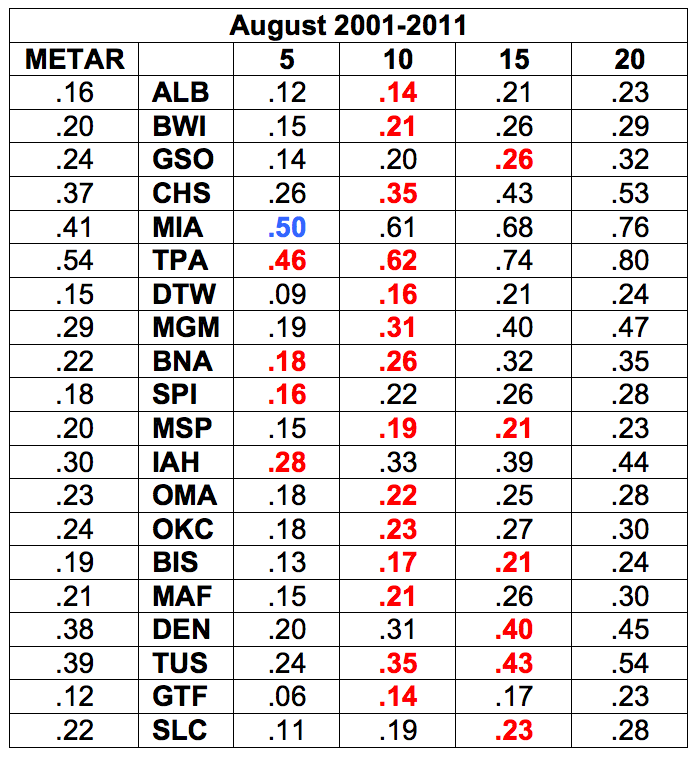 August 2001-2011
METAR 5 10 15 20
.16 ALB .12 .14 .21 .23
.20 BWI .15 .21 .26 .29
.24 GSO .14 .20 .26 .32
.37 CHS .26 .35 .43 .53
.41 MIA .50 .61 .68 .76
.54 TPA .46 .62 .74 .80
.15 DTW .09 .16 .21 .24
.29 MGM .19 .31 .40 .47
.22 BNA .18 .26 .32 .35
.18 SPI .16 .22 .26 .28
.20 MSP .15 .19 .21 .23
.30 IAH .28 .33 .39 .44
.23 OMA .18 .22 .25 .28
.24 OKC .18 .23 .27 .30
.19 BIS .13 .17 .21 .24
.21 MAF .15 .21 .26 .30
.38 DEN .20 .31 .40 .45
.39 TUS .24 .35 .43 .54
.12 GTF .06 .14 .17 .23
.22 SLC .11 .19 .23 .28